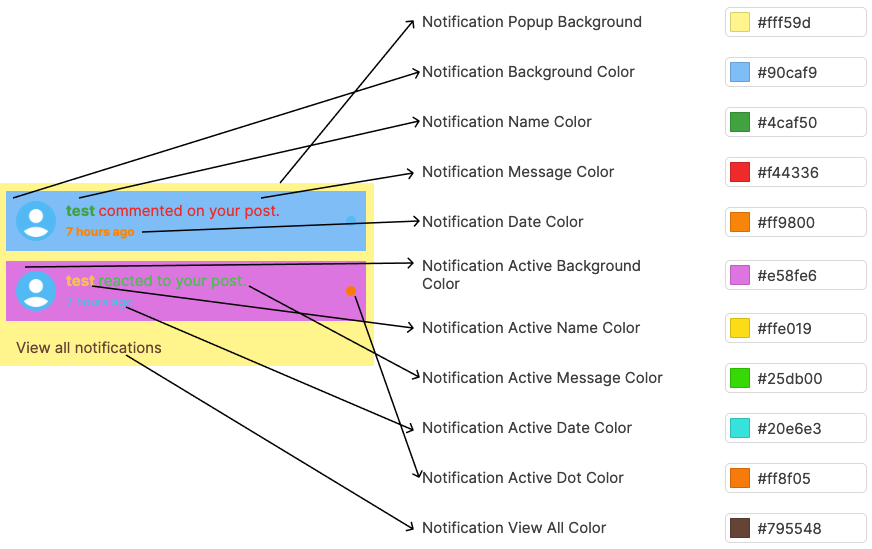 Notification Popup Background
#fff59d
Notification Background Color
#90caf9
Notification Name Color
#4caf50
Notification Message Color
#f44336
test commented on your post.
7 hours ago
Notification Date Color
#ff9800
Notification Active Background
Color
#e58fe6
test reacted to your post.
7 hours ago
Notification Active Name Color
#ffe019
View all notifications
Notification Active Message Color
#25db00
Notification Active Date Color
#20e6e3
Notification Active Dot Color
#ff8f05
Notification View All Color
#795548